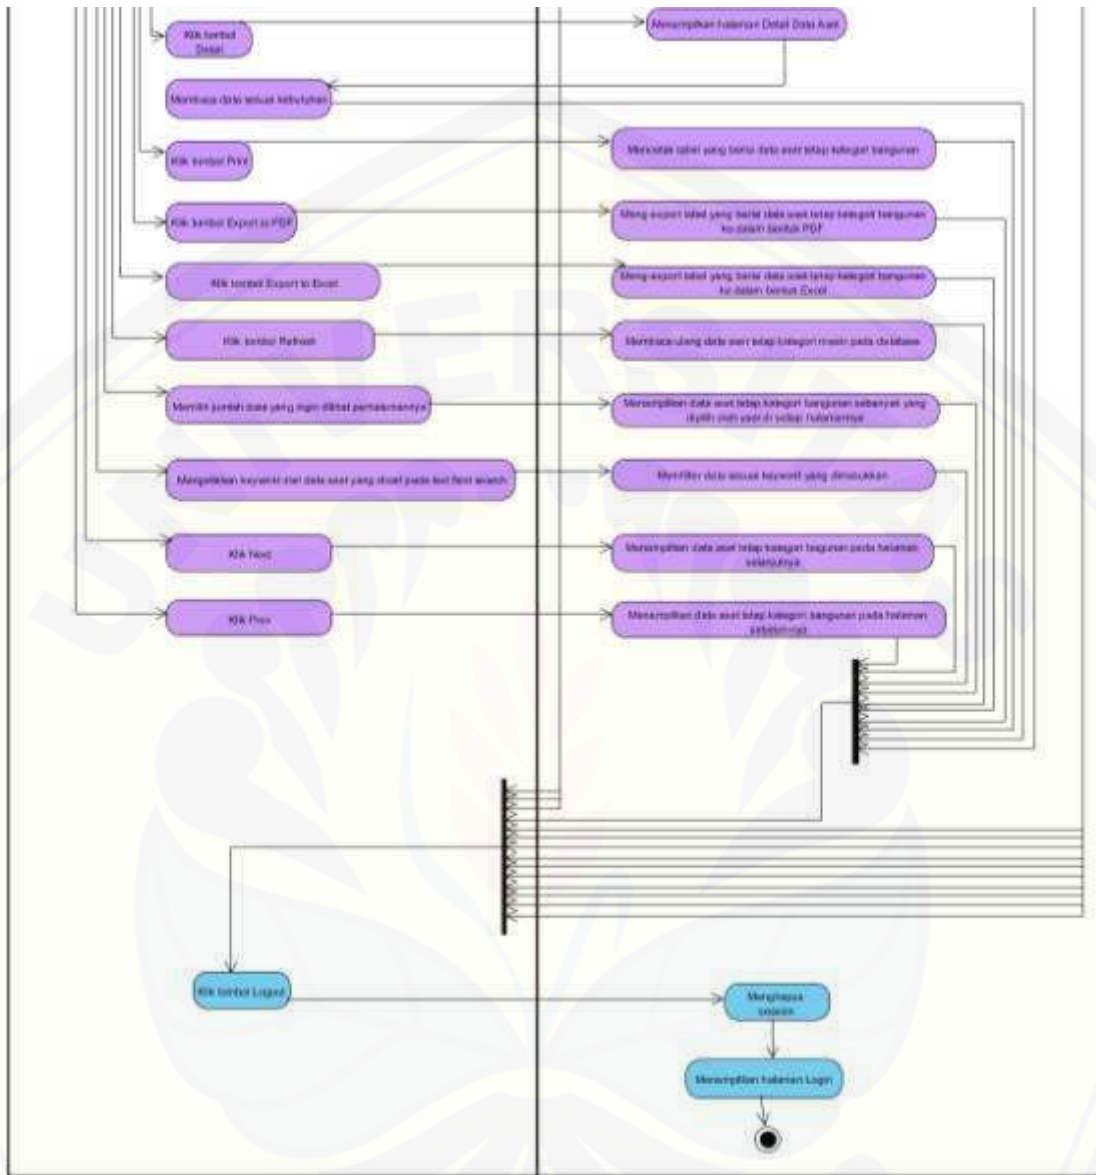 Klik tombol
Detail
Menampilkan halaman Detail Data Aset
Membaca data sesuai kebutuhan
Klik tombol Print
Mencetak tabel yang berisi data aset tetap kategori bangunan
Klik tombol Export to PDF
Meng-export tabel yang berisi data aset tetap kategori bangunan
ke dalam bentuk PDF
Klik tombol Export to Excel
Meng-export tabel yang berisi data aset tetap kategori bangunan
ke dalam bentuk Excel
Klik tombol Refresh
Membaca ulang data aset tetap kategori mesin pada database
Memilih jumlah data yang ingin dilihat perhalamannya
Menampilkan data aset tetap kategori bangunan sebanyak yang
dipilih oleh user di setiap halamannya
Mengetikkan keyword dari data aset yang dicari pada text field search
Memfilter data sesuai keyword yang dimasukkan
Klik Next
Menampilkan data aset tetap kategori bagunan pada halaman
selanjutnya
Klik Prev
Menampilkan data aset tetap kategori bangunan pada halaman
sebelumnya
Klik tombol Logout
Menghapus
session
Menampilkan halaman Login
UNIVERSITAS